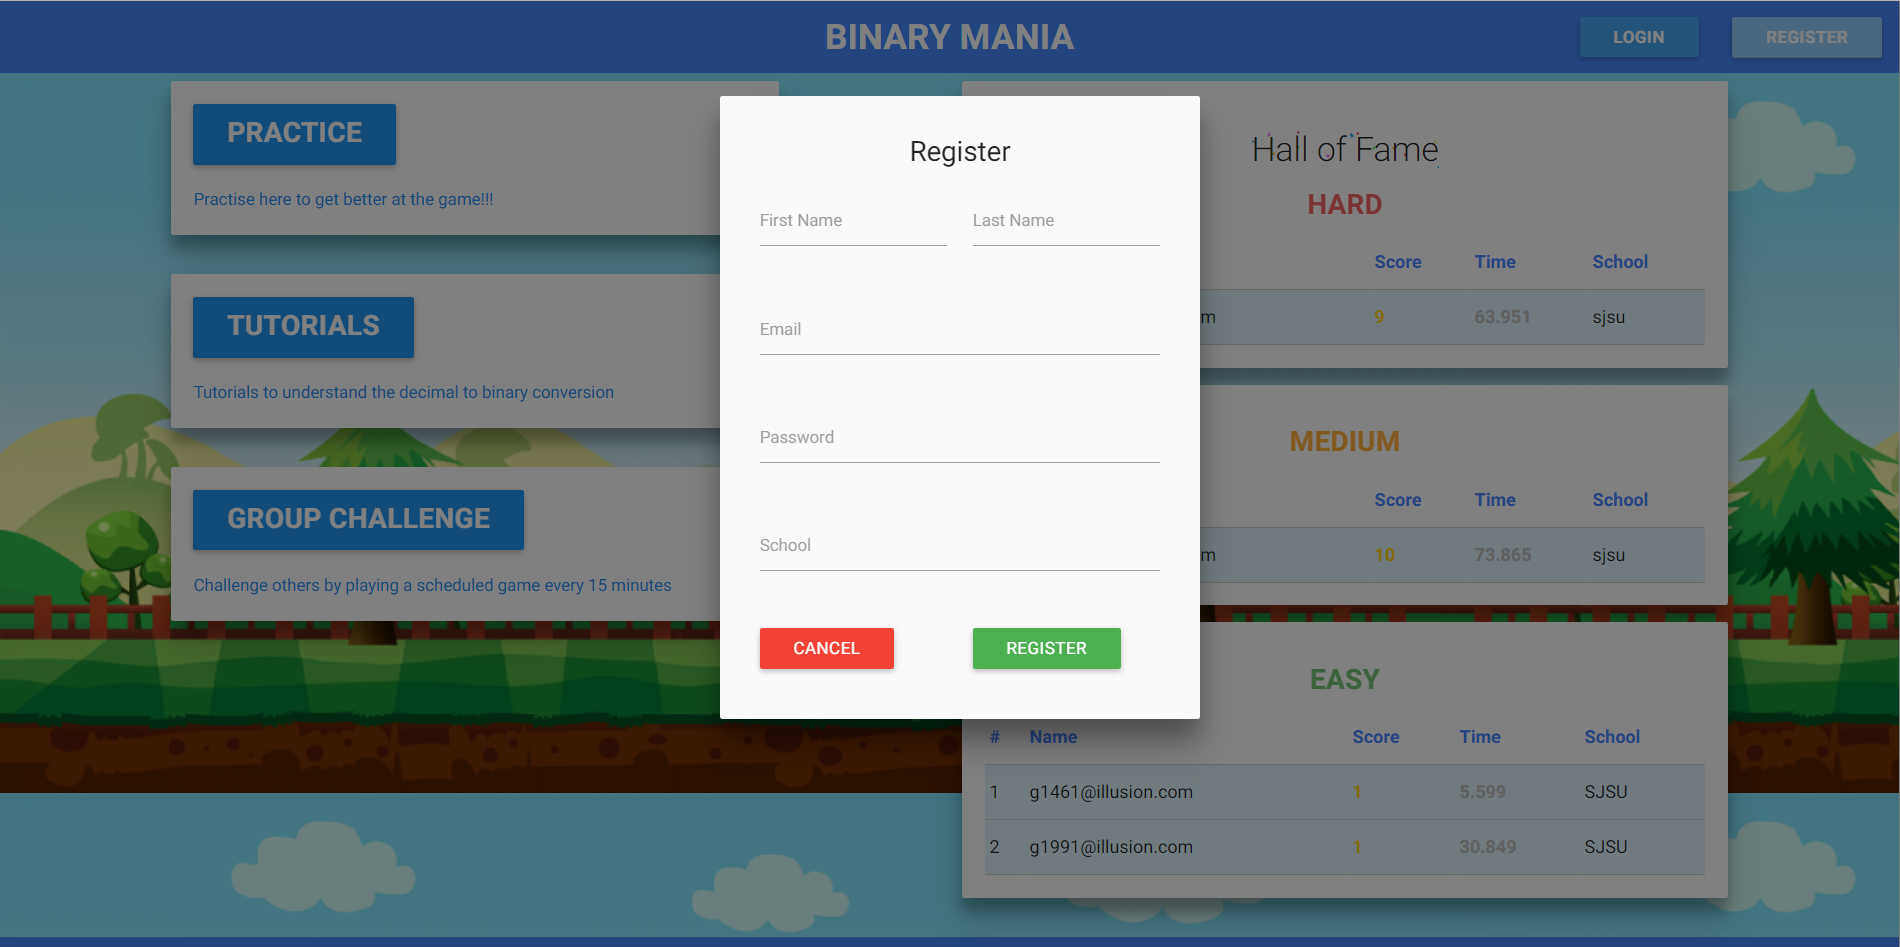 BINARY MANIA
LOGIN
REGISTER
PRACTICE
Practise here to get better at the game!!!
TUTORIALS
Tutorials to understand the decimal to binary conversion
GROUP CHALLENGE
Challenge others by playing a scheduled game every 15 minutes
Register
First Name Last Name
Email
Password
School
CANCEL REGISTER
Hall of Fame
HARD
Score Time School
m 9 63.951 sjsu
MEDIUM
Score Time School
m 10 73.865 sjsu
EASY
# Name Score Time School
1 g1461@illusion.com 1 5.599 SJSU
2 g1991@illusion.com 1 30.849 SJSU